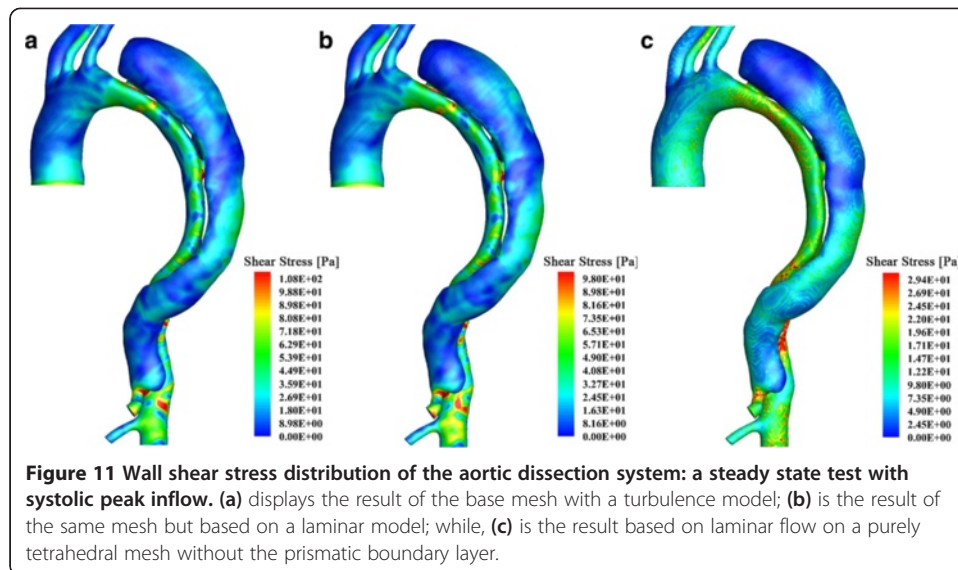 a
b
c
Shear Stress [Pa]
1.08E+02
9.88E+01
8.98E+01
8.08E+01
7.18E+01
6.29E+01
5.39E+01
4.49E+01
3.59E+01
2.69E+01
1.80E+01
8.98E+00
0.00E+00
Shear Stress [Pa]
9.80E+01
8.98E+01
8.16E+01
7.35E+01
6.53E+01
5.71E+01
4.90E+01
4.08E+01
3.27E+01
2.45E+01
1.63E+01
8.16E+00
0.00E+00
Shear Stress [Pa]
2.94E+01
2.69E+01
2.45E+01
2.20E+01
1.96E+01
1.71E+01
1.47E+01
1.22E+01
9.80E+00
7.35E+00
4.90E+00
2.45E+00
0.00E+00
Figure 11 Wall shear stress distribution of the aortic dissection system: a steady state test with
systolic peak inflow. (a) displays the result of the base mesh with a turbulence model; (b) is the result of
the same mesh but based on a laminar model; while, (c) is the result based on laminar flow on a purely
tetrahedral mesh without the prismatic boundary layer.